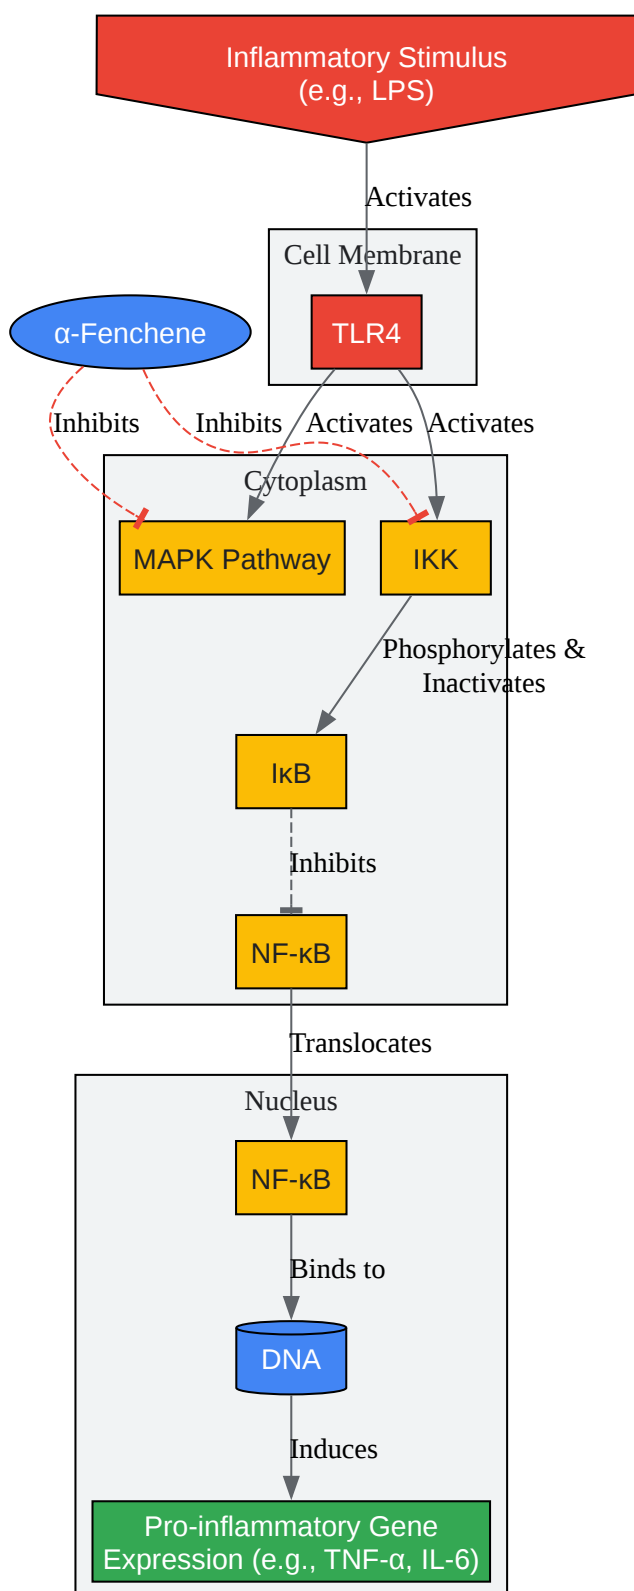 Inflammatory Stimulus
(e.g., LPS)
Activates
Cell Membrane
α-Fenchene
TLR4
Inhibits
Inhibits
Activates
Activates
Cytoplasm
MAPK Pathway
IKK
Phosphorylates &
Inactivates
IκB
Inhibits
NF-κB
Translocates
Nucleus
NF-κB
Binds to
DNA
Induces
Pro-inflammatory Gene
Expression (e.g., TNF-α, IL-6)